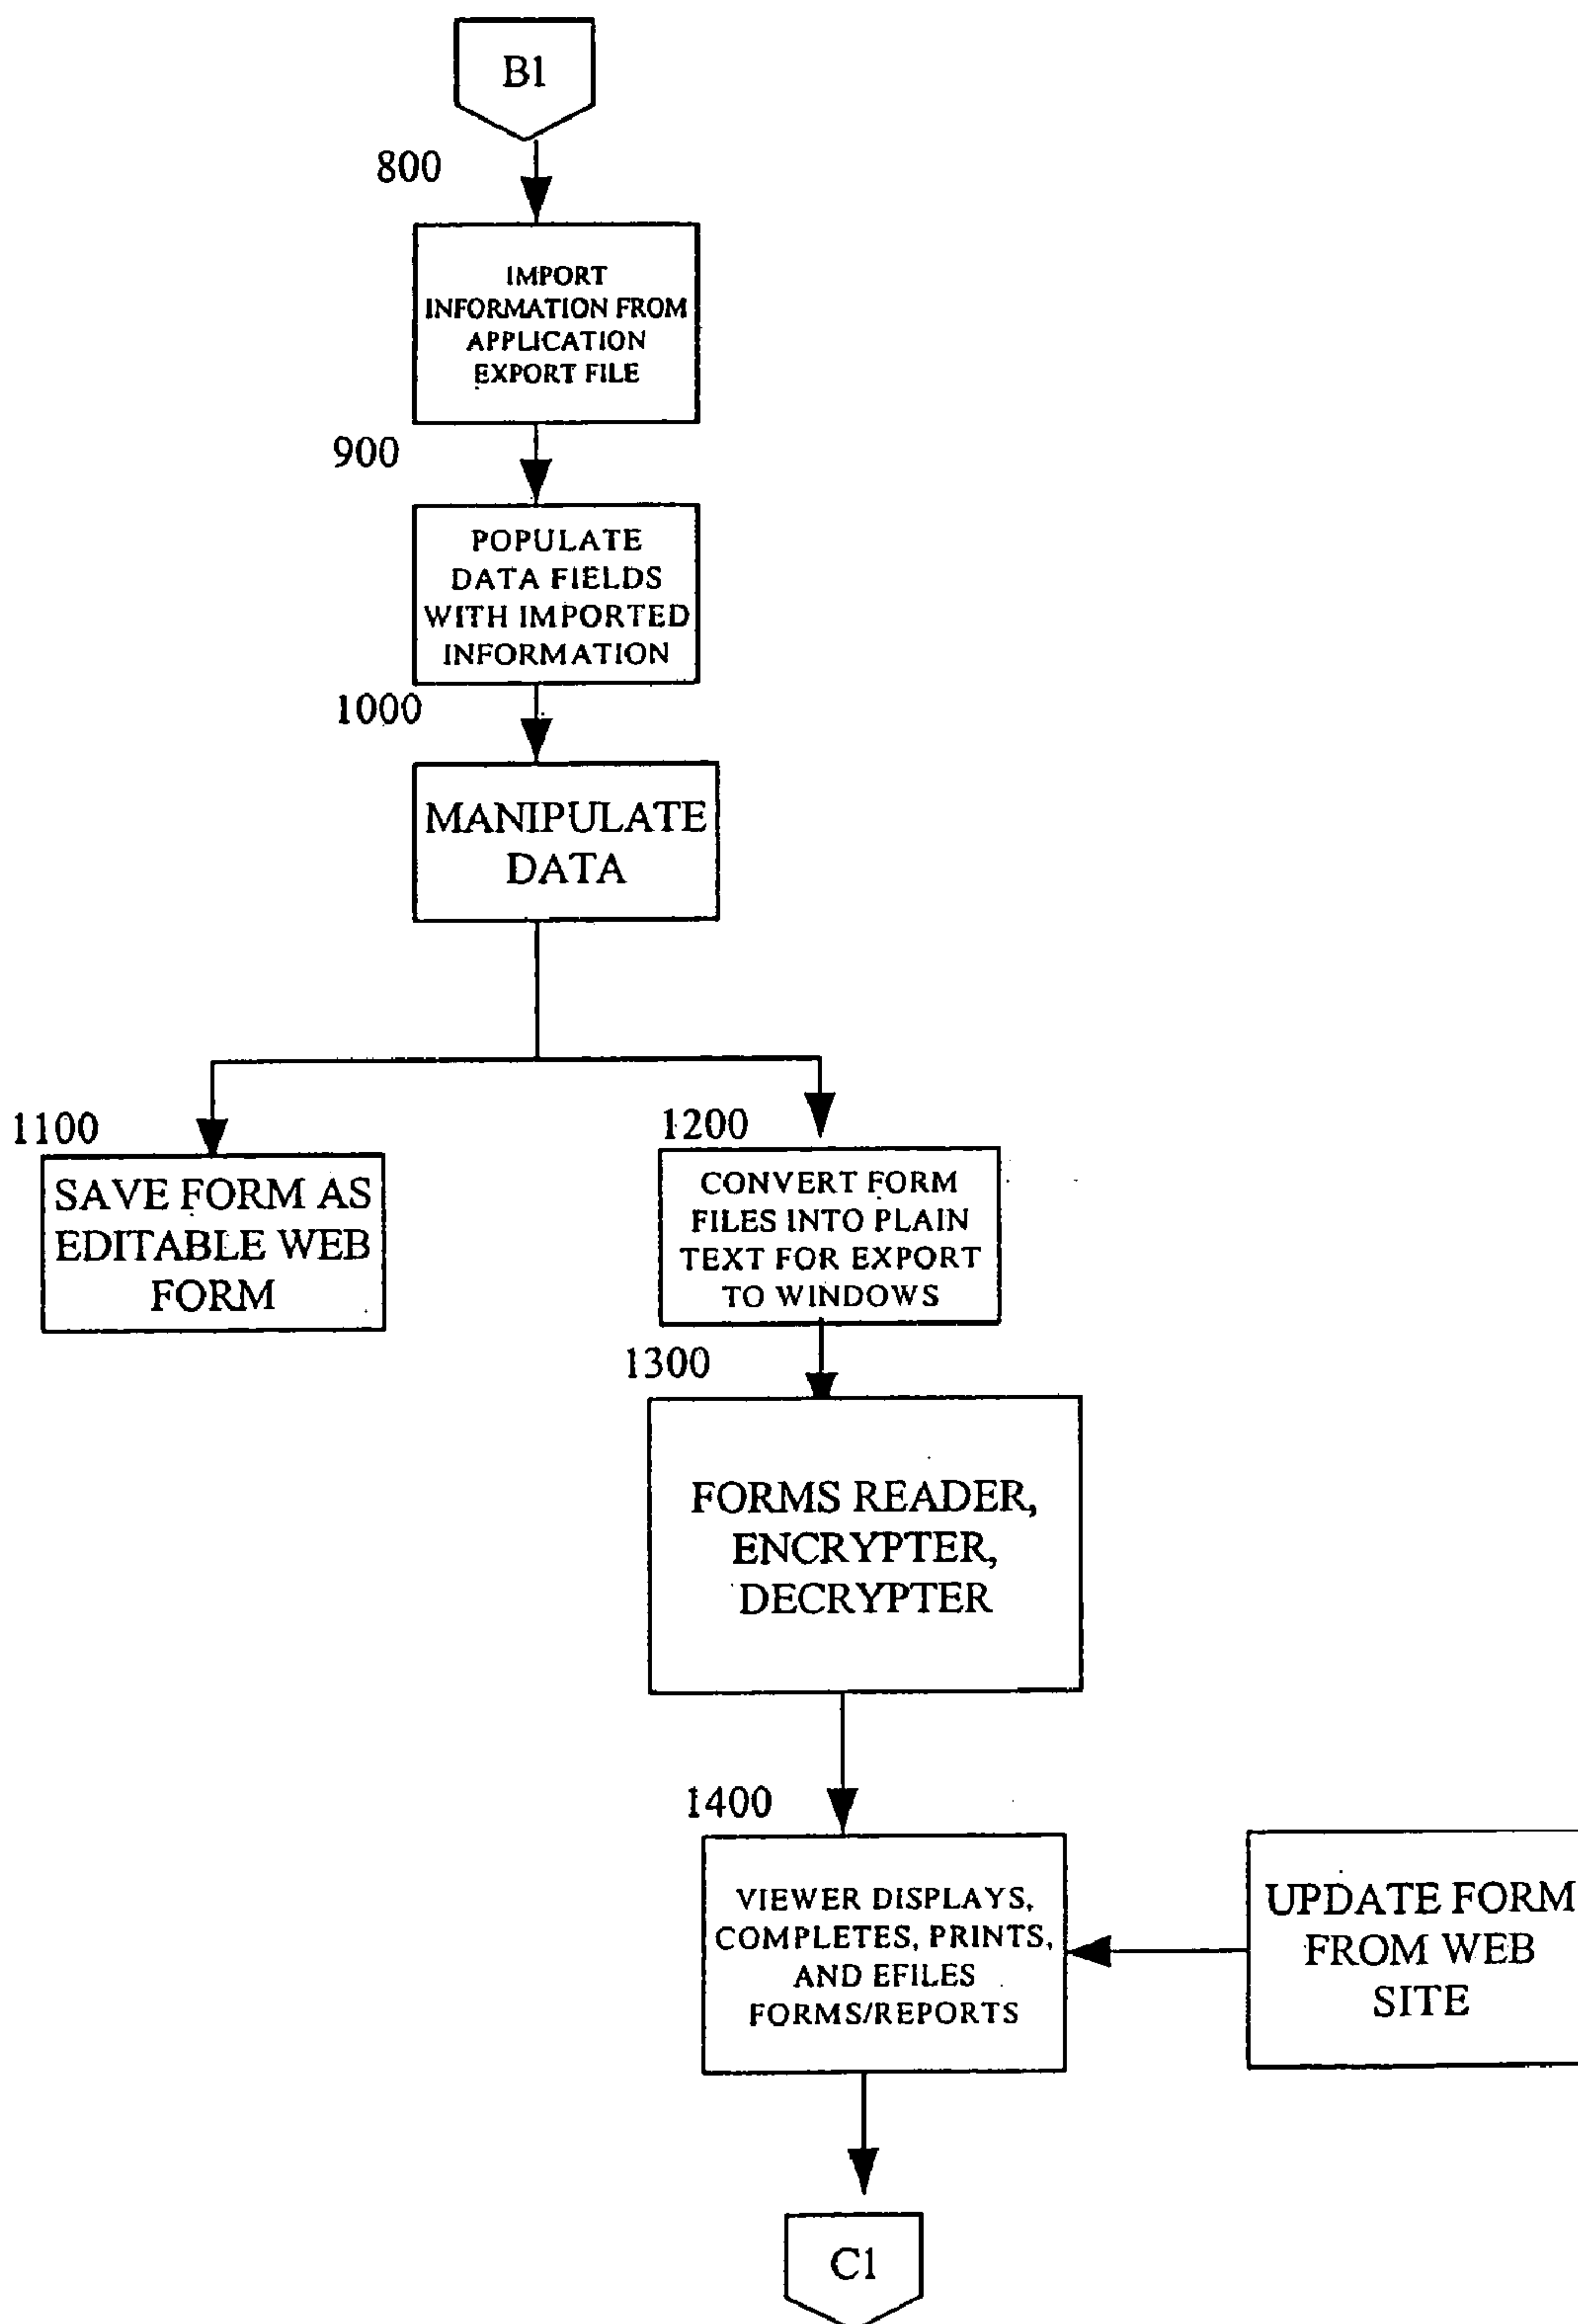 B1
800
IMPORT
INFORMATION FROM
APPLICATION
EXPORT FILE
900
POPULATE
DATA FIELDS
WITH IMPORTED
INFORMATION
1000
MANIPULATE
DATA
1100
SAVE FORM AS
EDITABLE WEB
FORM
1200
CONVERT FORM
FILES INTO PLAIN
TEXT FOR EXPORT
TO WINDOWS
1300
FORMS READER,
ENCRYPTER,
DECRYPTER
1400
VIEWER DISPLAYS,
COMPLETES, PRINTS,
AND EFILES
FORMS/REPORTS
UPDATE FORM
FROM WEB
SITE
C1